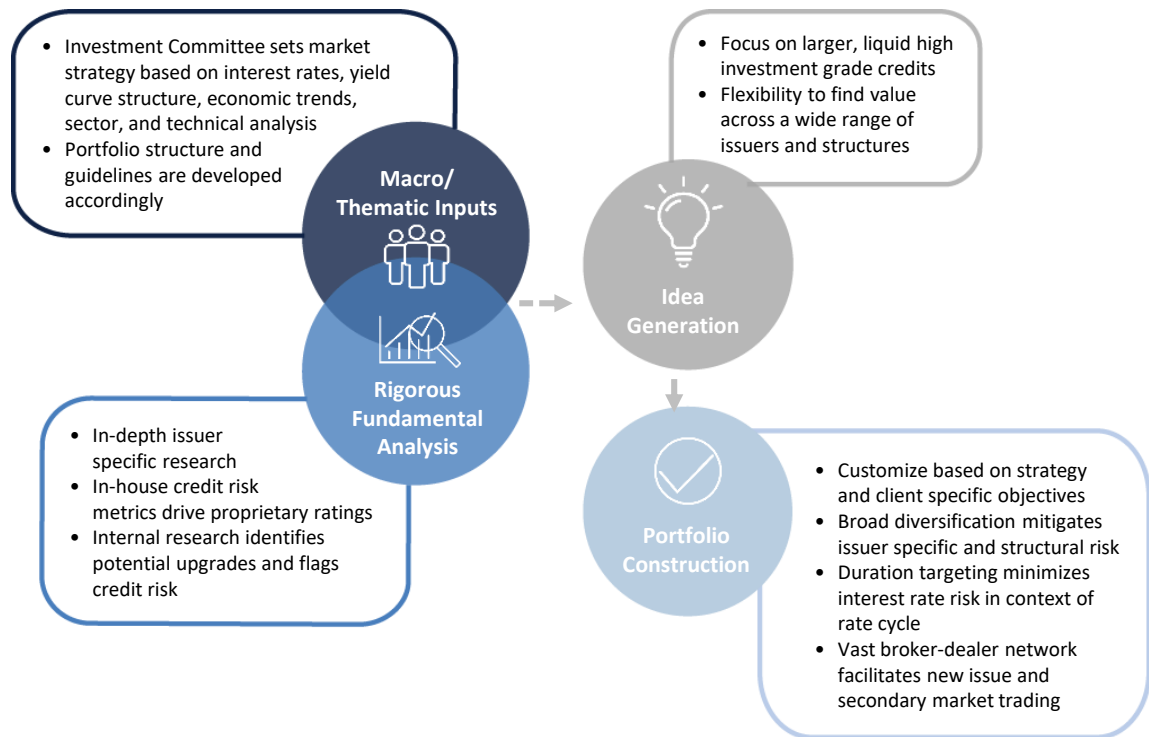 • Investment Committee sets market
strategy based on interest rates, yield
curve structure, economic trends,
sector, and technical analysis
• Portfolio structure and
guidelines are developed
accordingly
Macro/
Thematic Inputs
• Focus on larger, liquid high
investment grade credits
• Flexibility to find value
across a wide range of
issuers and structures
Idea
Generation
Rigorous
Fundamental
Analysis
• In-depth issuer
specific research
• In-house credit risk
metrics drive proprietary ratings
• Internal research identifies
potential upgrades and flags
credit risk
Portfolio
Construction
• Customize based on strategy
and client specific objectives
• Broad diversification mitigates
issuer specific and structural risk
• Duration targeting minimizes
interest rate risk in context of
rate cycle
• Vast broker-dealer network
facilitates new issue and
secondary market trading